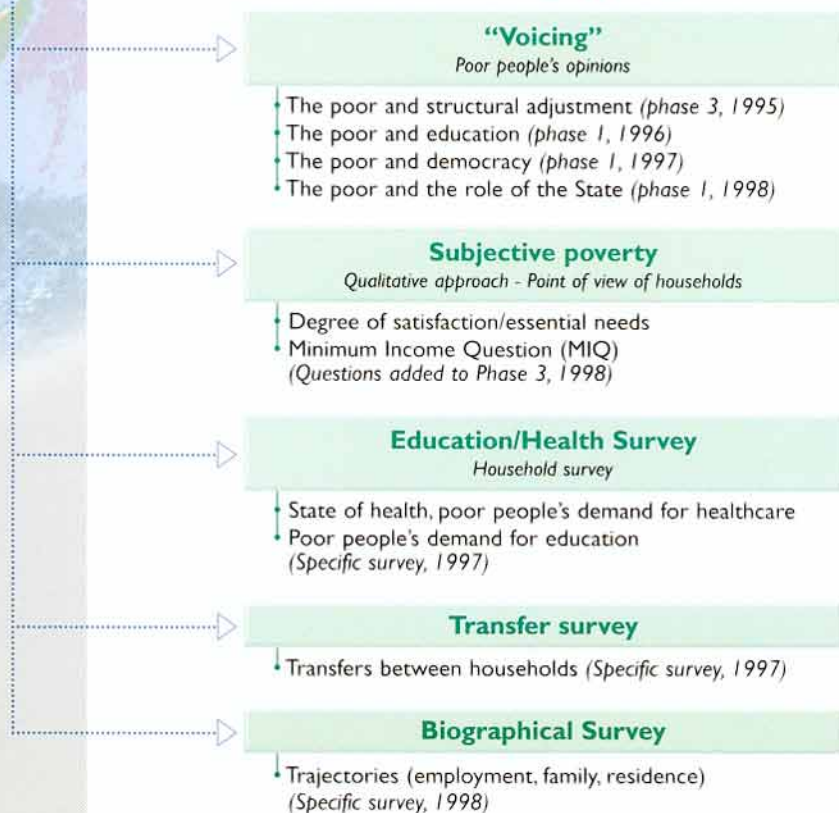 “Voicing”
Poor people's opinions
The poor and structural adjustment (phase 3, 1995)
The poor and education (phase 1, 1996)
The poor and democracy (phase 1, 1997)
The poor and the role of the State (phase 1, 1998)
Subjective poverty
Qualitative approach - Point of view of households
Degree of satisfaction/essential needs
Minimum Income Question (MIQ)
(Questions added to Phase 3, 1998)
Education/Health Survey
Household survey
State of health, poor people's demand for healthcare
Poor people's demand for education
(Specific survey, 1997)
Transfer survey
Transfers between households (Specific survey, 1997)
Biographical Survey
Trajectories (employment, family, residence)
(Specific survey, 1998)